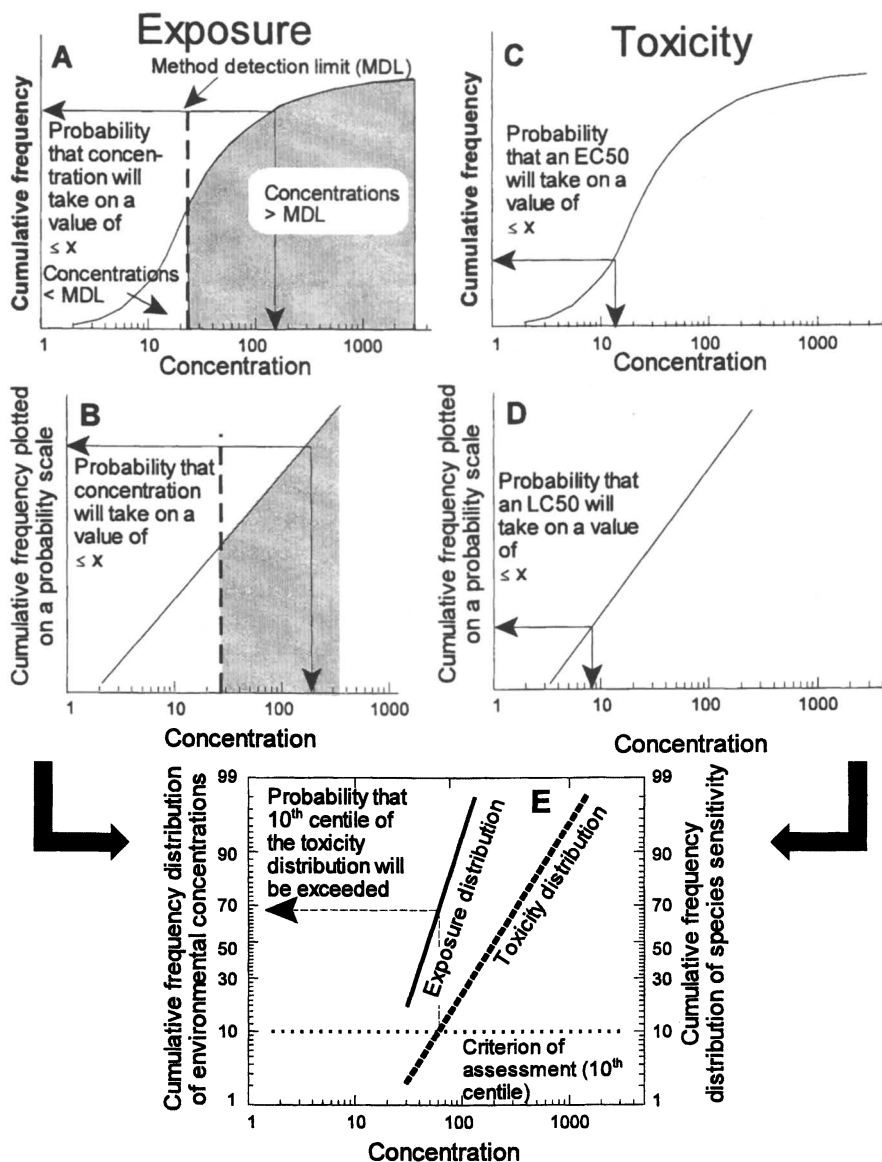 Exposure
Toxicity
A
Method detection limit (MDL)
Cumulative frequency
Probability
that concen-
tration will
take on a
value of
≤ x
Concentrations
< MDL
Concentrations
> MDL
1
10
100
1000
Concentration
C
Cumulative frequency
Probability
that an EC50
will take on a
value of
≤ x
1
10
100
1000
Concentration
B
Cumulative frequency plotted
on a probability scale
Probability that
concentration
will take on a
value of
≤ x
1
10
100
1000
Concentration
D
Cumulative frequency plotted
on a probability scale
Probability that
an LC50 will
take on a value
of
≤ x
1
10
100
1000
Concentration
E
Cumulative frequency distribution
of environmental concentrations
99
90
70
50
30
10
1
Probability that
10th centile of
the toxicity
distribution will
be exceeded
Exposure distribution
Toxicity distribution
Criterion of
assessment (10th
centile)
99
90
70
50
30
10
1
Cumulative frequency
distribution of species sensitivity
1
10
100
1000
Concentration